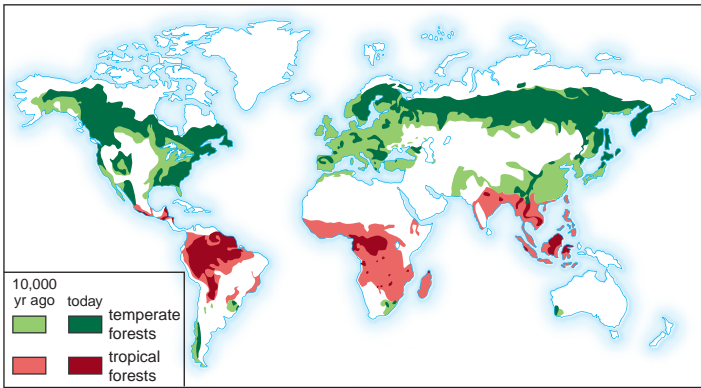 10,000
yr ago today
temperate
forests
tropical
forests